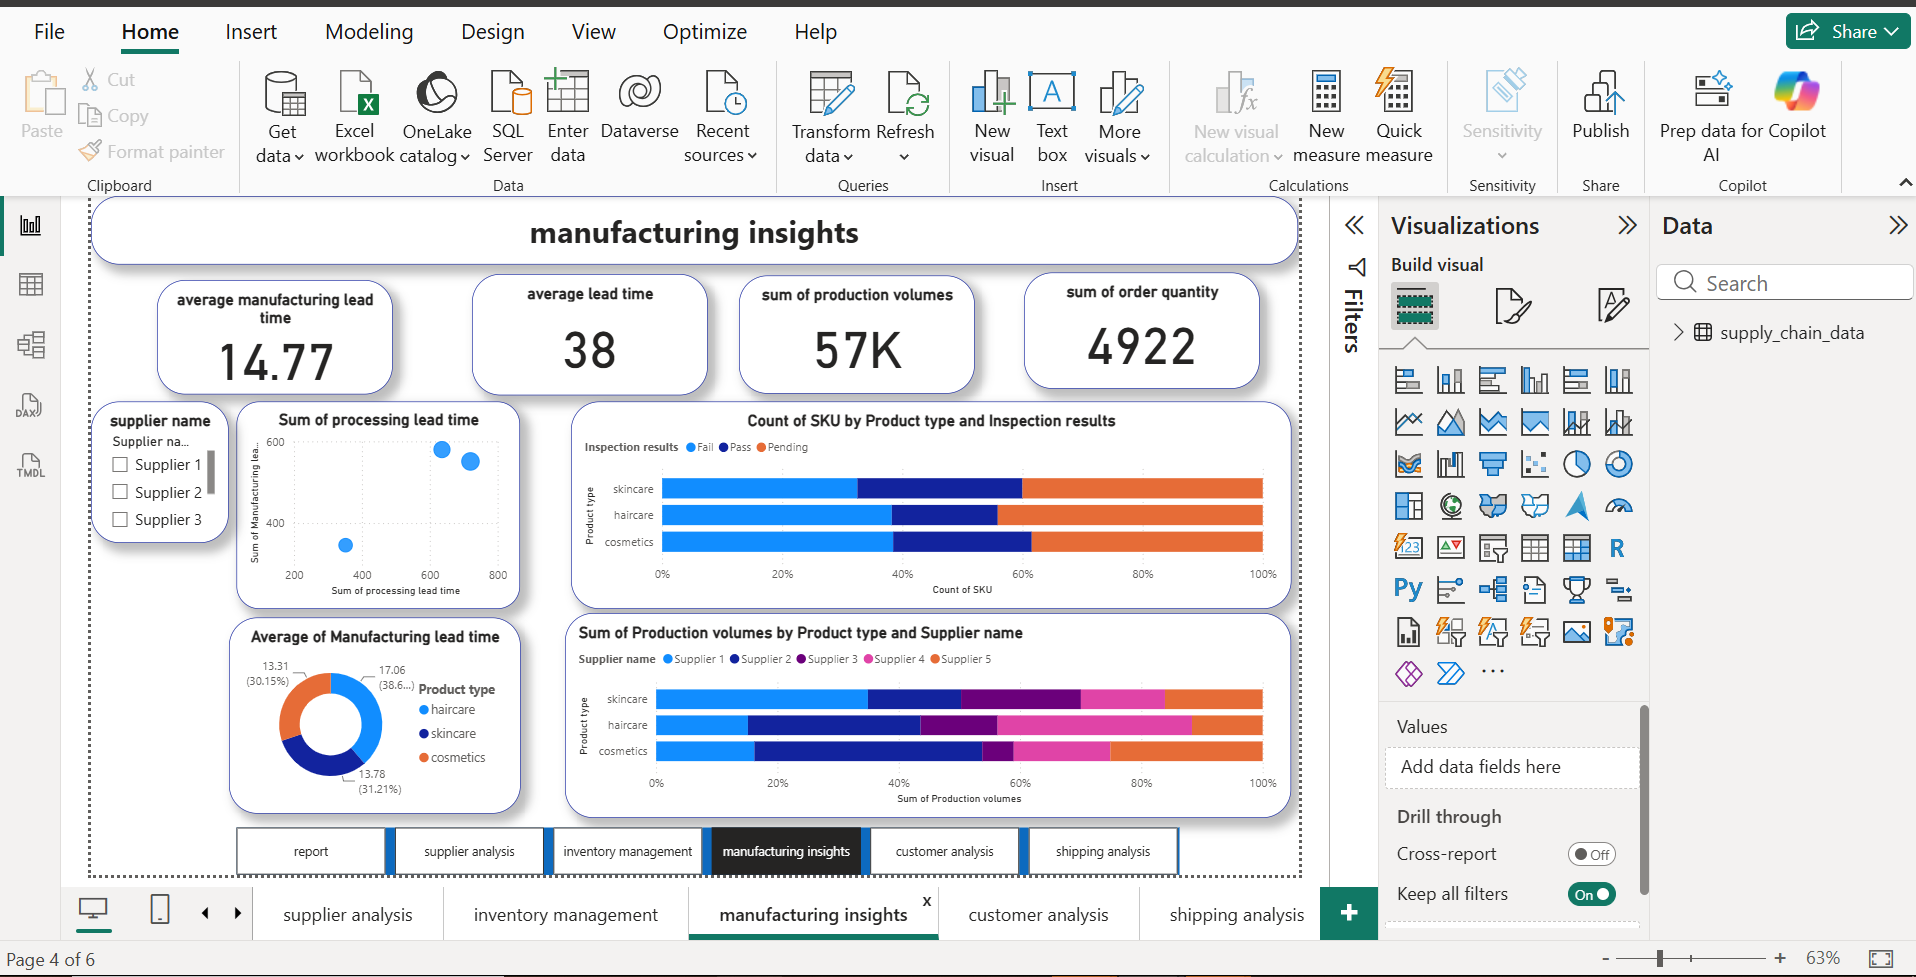 File Home Insert Modeling Design View Optimize Help Share
Paste
Cut
Copy
Format painter
Clipboard
Get data
Excel workbook
OneLake catalog
SQL Server
Enter data
Dataverse
Recent sources
Data
Transform data
Refresh
Queries
New visual
Text box
More visuals
Insert
New visual calculation
New measure
Quick measure
Calculations
Sensitivity
Sensitivity
Publish
Share
Prep data for AI
Copilot
Copilot
DAX
TMDL
manufacturing insights
average manufacturing lead
time
14.77
average lead time
38
sum of production volumes
57K
sum of order quantity
4922
supplier name
Supplier na...
Supplier 1
Supplier 2
Supplier 3
Sum of processing lead time
Sum of Manufacturing lea...
600
400
200 400 600 800
Sum of processing lead time
Count of SKU by Product type and Inspection results
Inspection results Fail Pass Pending
Product type
skincare
haircare
cosmetics
0% 20% 40% 60% 80% 100%
Count of SKU
Average of Manufacturing lead time
13.31
(30.15%)
17.06
(38.6...)
13.78
(31.21%)
Product type
haircare
skincare
cosmetics
Sum of Production volumes by Product type and Supplier name
Supplier name Supplier 1 Supplier 2 Supplier 3 Supplier 4 Supplier 5
Product type
skincare
haircare
cosmetics
0% 20% 40% 60% 80% 100%
Sum of Production volumes
report supplier analysis inventory management manufacturing insights customer analysis shipping analysis
Filters
Visualizations
Build visual
123
R
Py
Values
Add data fields here
Drill through
Cross-report Off
Keep all filters On
Data
Search
supply_chain_data
supplier analysis inventory management manufacturing insights x customer analysis shipping analysis +
Page 4 of 6
- + 63%